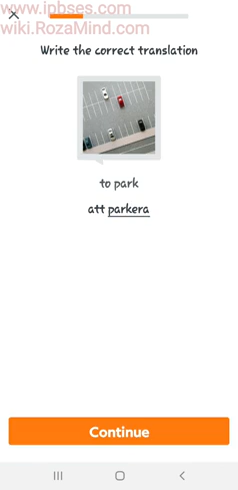 www.ipbses.com
wiki.RozaMind.com
Write the correct translation
to park
att parkera
Continue